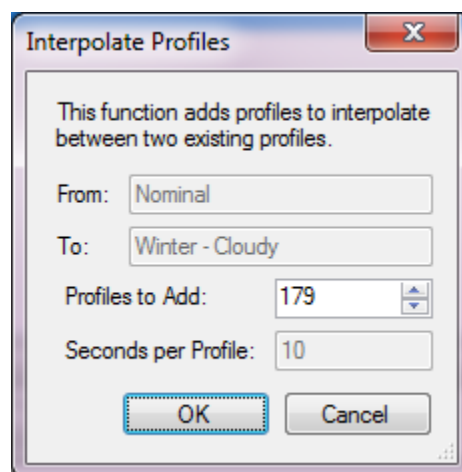 Interpolate Profiles
This function adds profiles to interpolate
between two existing profiles.
From: Nominal
To: Winter - Cloudy
Profiles to Add: 179
Seconds per Profile: 10
OK Cancel